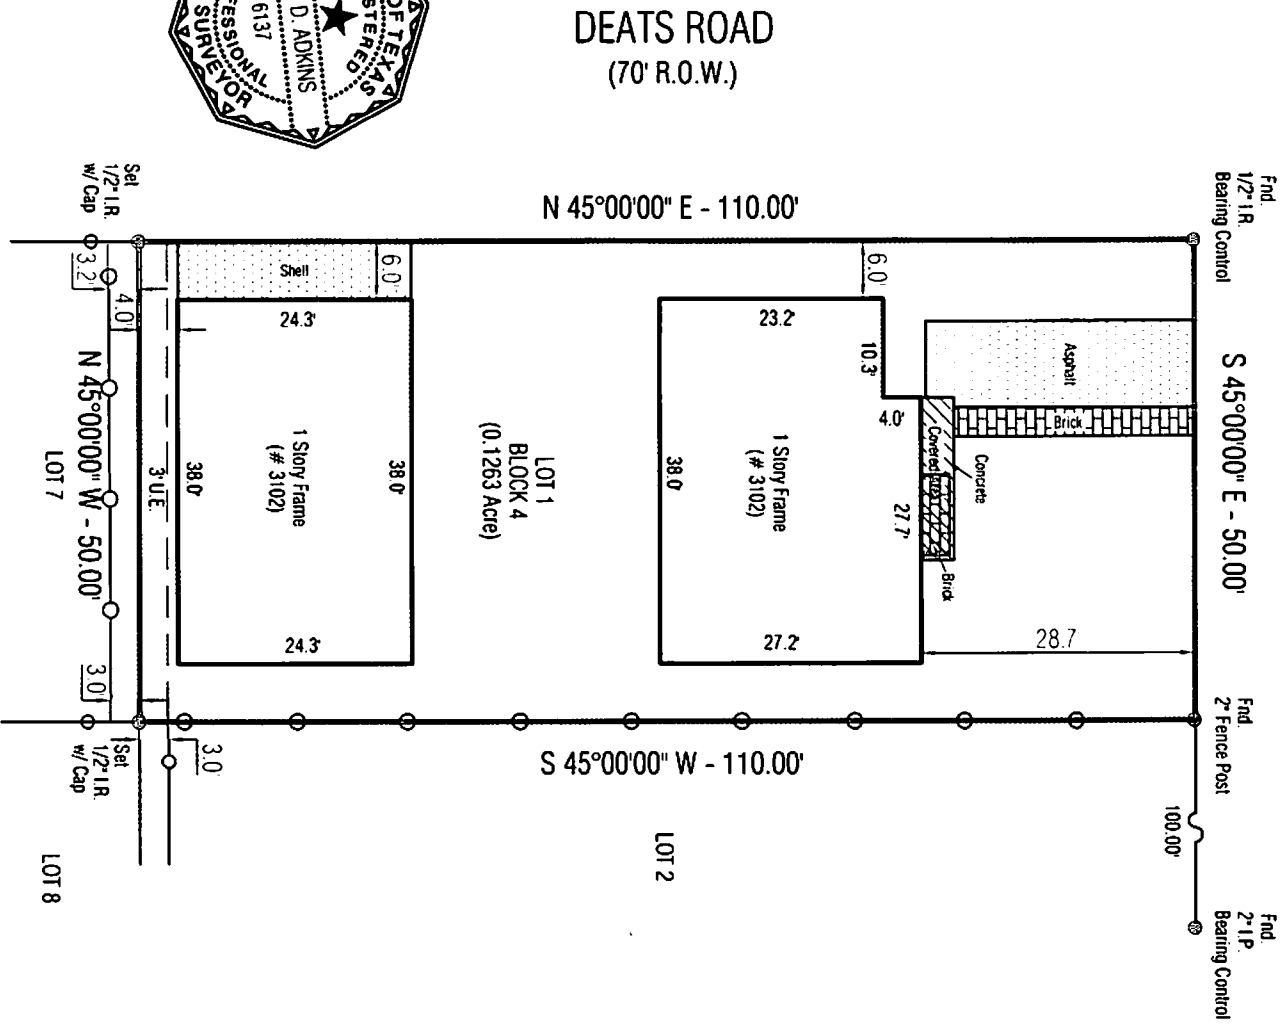 OF TEXAS
STERED
D. ADKINS
6137
FESSIONAL
SURVEYOR
DEATS ROAD
(70' R.O.W.)
Set
1/2" I.R.
w/ Cap
N 45°00'00" E - 110.00'
Fnd.
1/2" I.R.
Bearing Control
3.2'
4.0'
Shell
6.0'
6.0'
24.3'
23.2'
10.3'
4.0'
Asphalt
Brick
S 45°00'00" E - 50.00'
N 45°00'00" W - 50.00'
LOT 7
3' U.E.
38.0'
1 Story Frame
(# 3102)
38.0'
LOT 1
BLOCK 4
(0.1263 Acre)
38.0'
1 Story Frame
(# 3102)
Covered Area
Concrete
27.7'
Brick
24.3'
27.2'
28.7
3.0'
Set
1/2" I.R.
w/ Cap
3.0'
S 45°00'00" W - 110.00'
Fnd.
2" Fence Post
100.00'
LOT 8
LOT 2
Fnd.
2" I.P.
Bearing Control